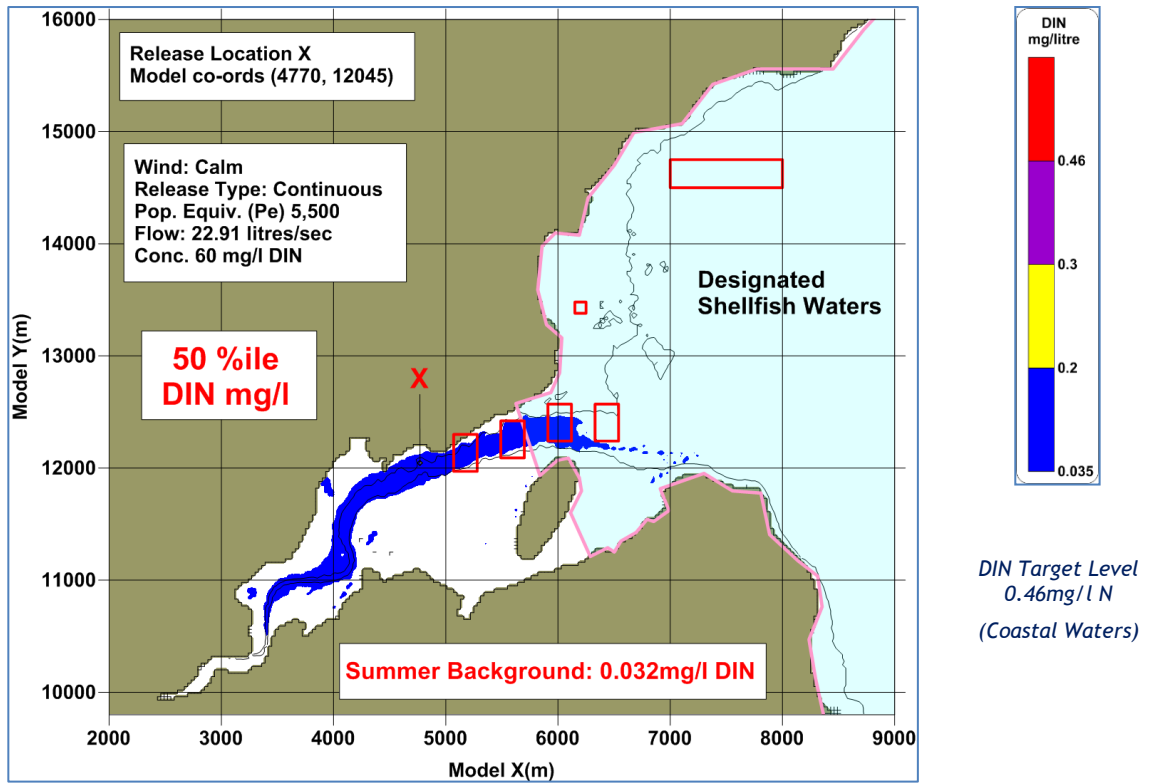 16000
15000
14000
13000
12000
11000
10000
Model Y(m)
Release Location X
Model co-ords (4770, 12045)
Wind: Calm
Release Type: Continuous
Pop. Equiv. (Pe) 5,500
Flow: 22.91 litres/sec
Conc. 60 mg/l DIN
50 %ile
DIN mg/l
X
Designated
Shellfish Waters
Summer Background: 0.032mg/l DIN
2000 3000 4000 5000 6000 7000 8000 9000
Model X(m)
DIN
mg/litre
0.46
0.3
0.2
0.035
DIN Target Level
0.46mg/l N
(Coastal Waters)